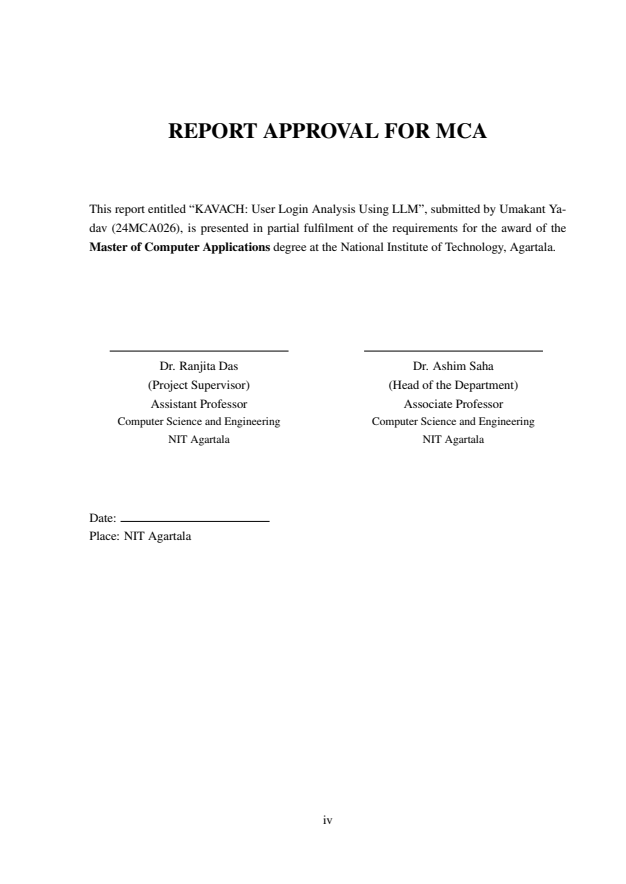 REPORT APPROVAL FOR MCA
This report entitled “KAVACH: User Login Analysis Using LLM”, submitted by Umakant Ya-
dav (24MCA026), is presented in partial fulfilment of the requirements for the award of the
Master of Computer Applications degree at the National Institute of Technology, Agartala.
Dr. Ranjita Das
(Project Supervisor)
Assistant Professor
Computer Science and Engineering
NIT Agartala
Dr. Ashim Saha
(Head of the Department)
Associate Professor
Computer Science and Engineering
NIT Agartala
Date:
Place: NIT Agartala
iv